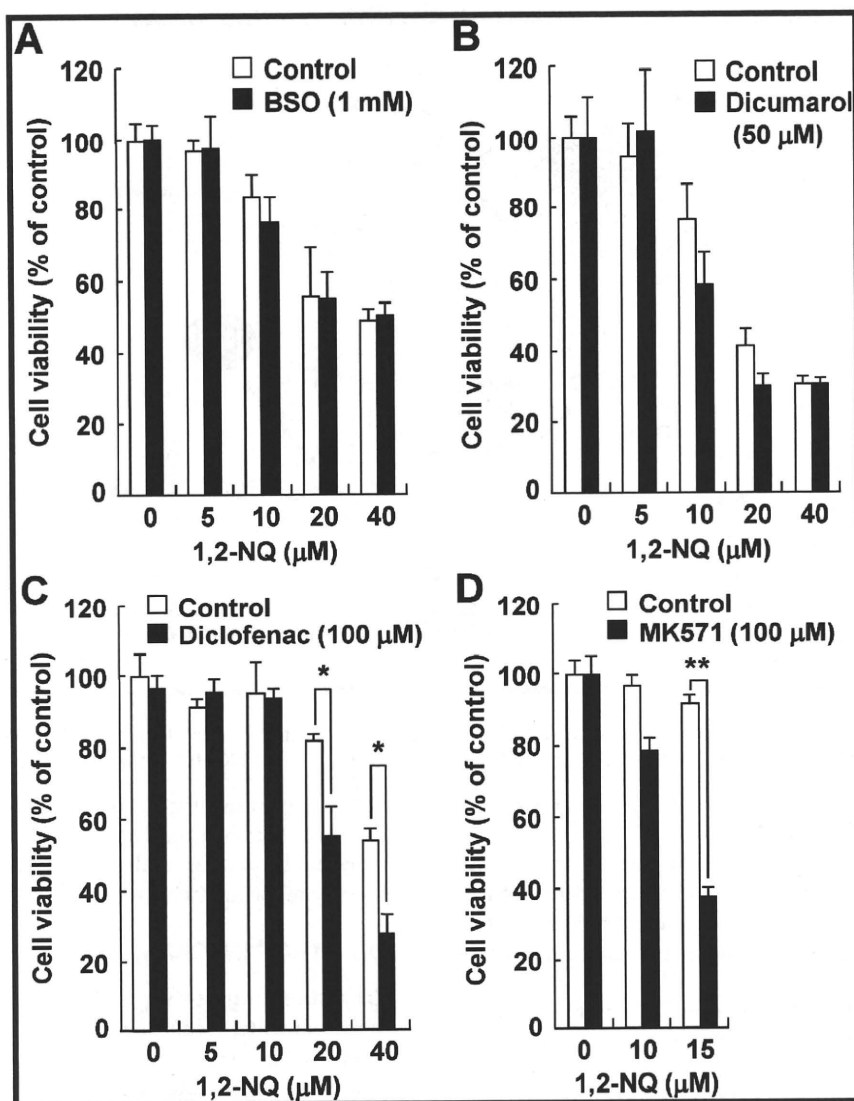 A
Control
BSO (1 mM)
Cell viability (% of control)
120
100
80
60
40
20
0
0 5 10 20 40
1,2-NQ (μM)
B
Control
Dicumarol
(50 μM)
Cell viability (% of control)
120
100
80
60
40
20
0
0 5 10 20 40
1,2-NQ (μM)
C
Control
Diclofenac (100 μM)
Cell viability (% of control)
120
100
80
60
40
20
0
*
*
0 5 10 20 40
1,2-NQ (μM)
D
Control
MK571 (100 μM)
Cell viability (% of control)
120
100
80
60
40
20
0
**
0 10 15
1,2-NQ (μM)